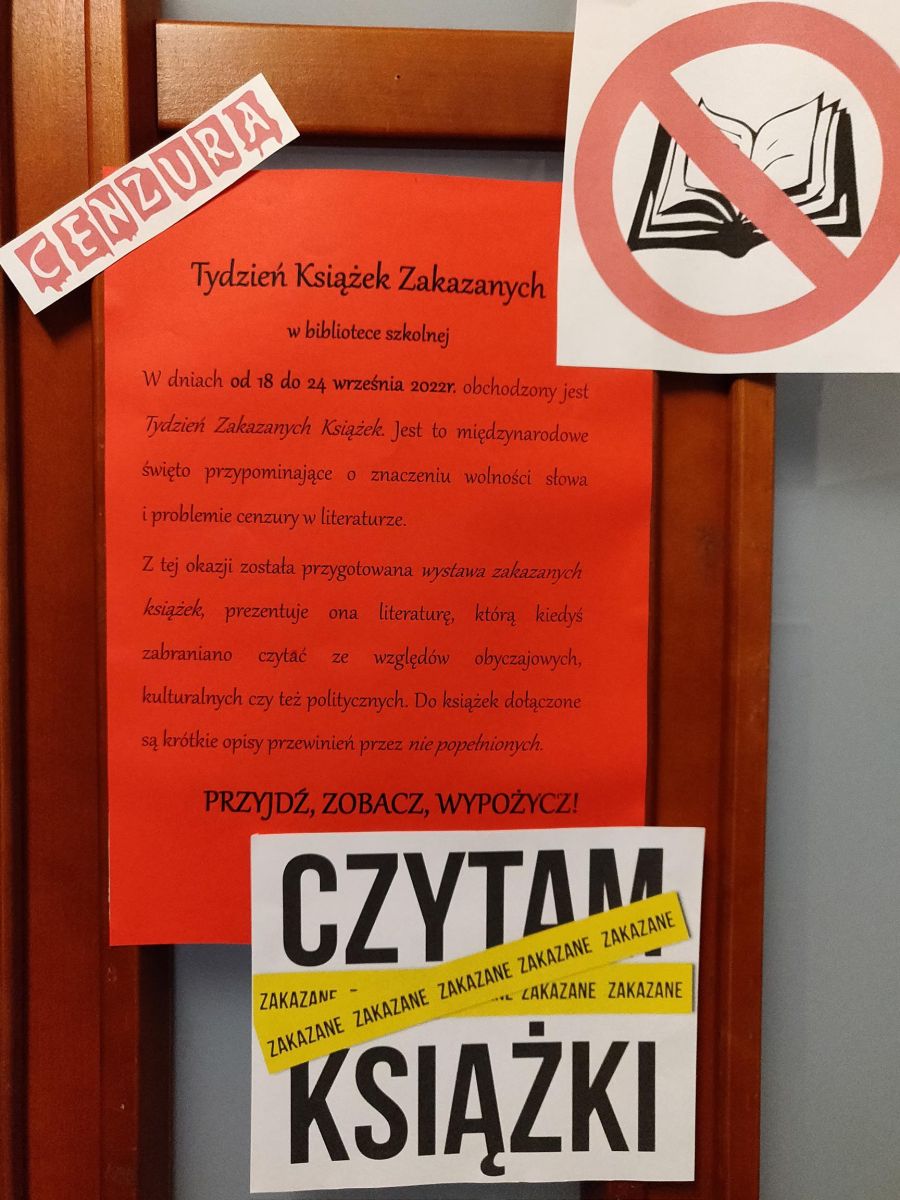 CENZURA
Tydzień Książek Zakazanych
w bibliotece szkolnej
W dniach od 18 do 24 września 2022r. obchodzony jest
Tydzień Zakazanych Książek. Jest to międzynarodowe
święto przypominające o znaczeniu wolności słowa
i problemie cenzury w literaturze.
Z tej okazji została przygotowana wystawa zakazanych
książek, prezentuje ona literaturę, którą kiedyś
zabraniano czytać ze względów obyczajowych,
kulturalnych czy też politycznych. Do książek dołączone
są krótkie opisy przewinień przez nie popełnionych.
PRZYJDŹ, ZOBACZ, WYPOŻYCZ!
CZYTAM
ZAKAZANE ZAKAZANE ZAKAZANE ZAKAZANE ZAKAZANE
ZAKAZANE ZAKAZANE ZAKAZANE
KSIĄŻKI